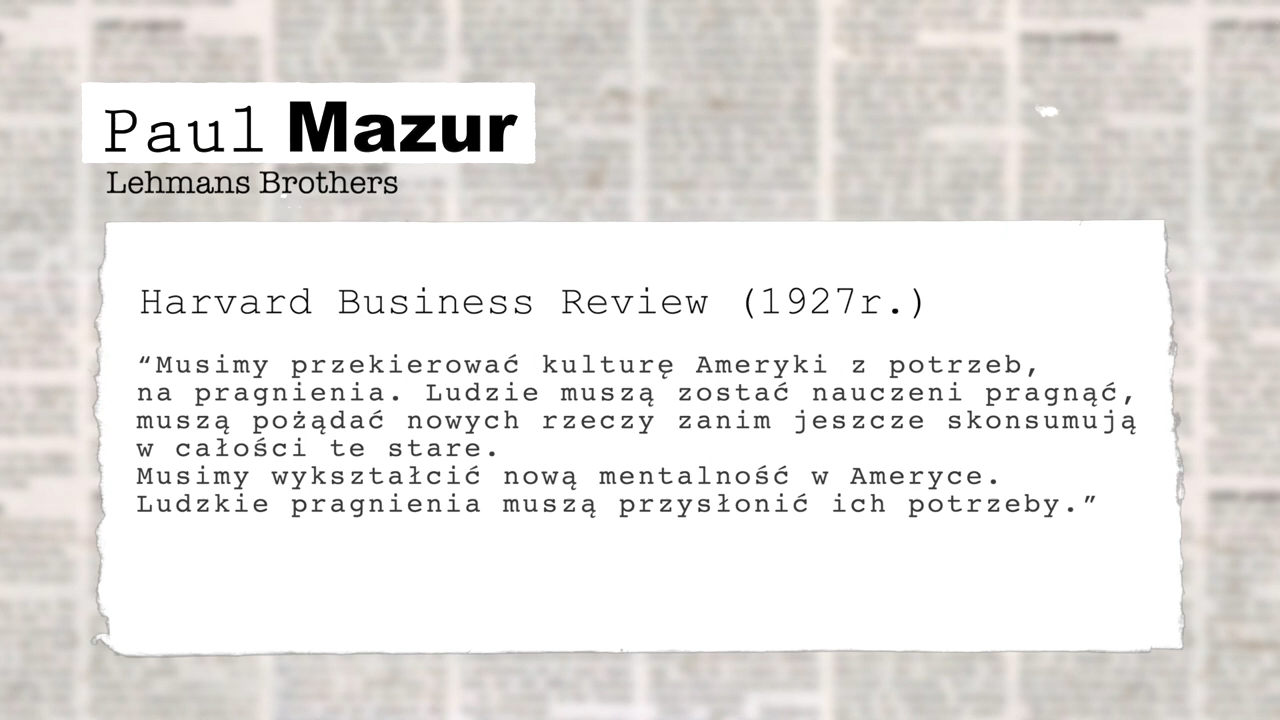 Paul Mazur
Lehmans Brothers
Harvard Business Review (1927r.)
“Musimy przekierować kulturę Ameryki z potrzeb,
na pragnienia. Ludzie muszą zostać nauczeni pragnąć,
muszą pożądać nowych rzeczy zanim jeszcze skonsumują
w całości te stare.
Musimy wykształcić nową mentalność w Ameryce.
Ludzkie pragnienia muszą przysłonić ich potrzeby.”